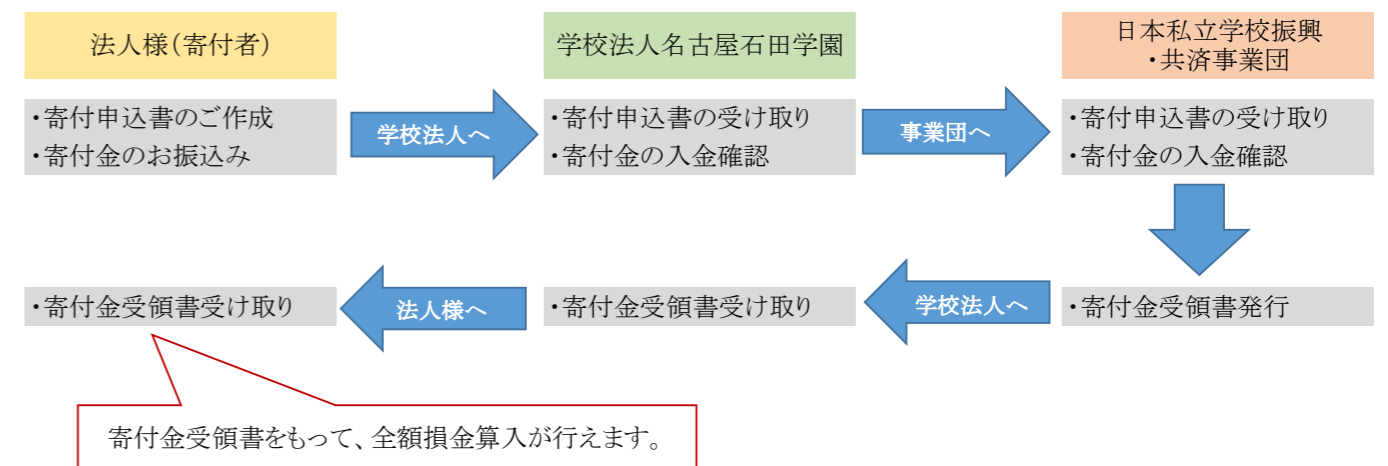 法人様（寄付者）
学校法人名古屋石田学園
日本私立学校振興
・共済事業団
・寄付申込書のご作成
・寄付金のお振込み
学校法人へ
・寄付申込書の受け取り
・寄付金の入金確認
事業団へ
・寄付申込書の受け取り
・寄付金の入金確認
・寄付金受領書発行
学校法人へ
・寄付金受領書受け取り
法人様へ
・寄付金受領書受け取り
寄付金受領書をもって、全額損金算入が行えます。